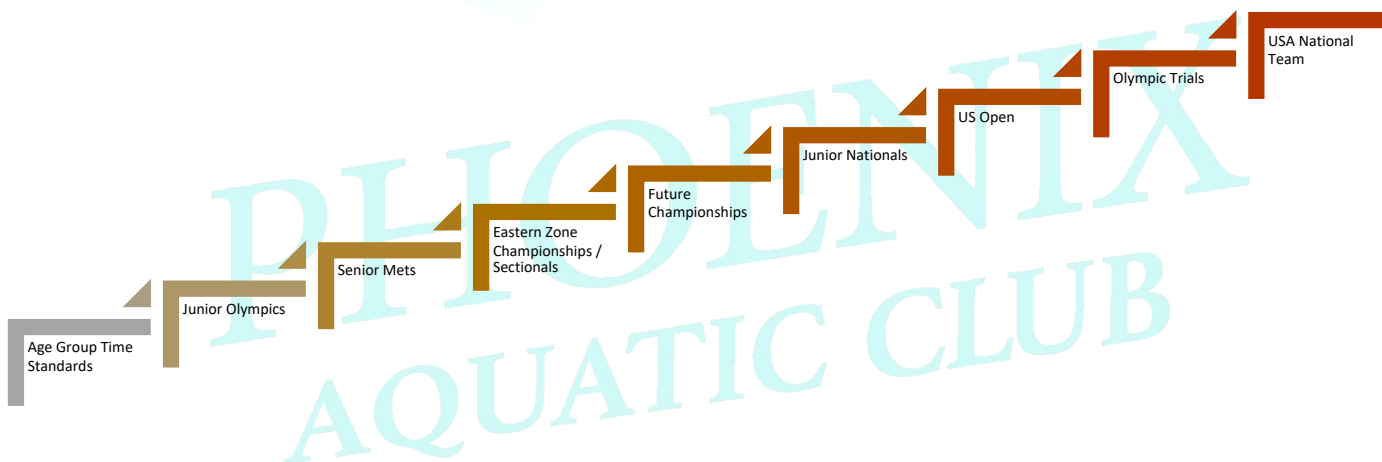 Age Group Time
Standards
Junior Olympics
Senior Mets
Eastern Zone
Championships /
Sectionals
Future
Championships
Junior Nationals
US Open
Olympic Trials
USA National
Team
PHOENIX
AQUATIC CLUB